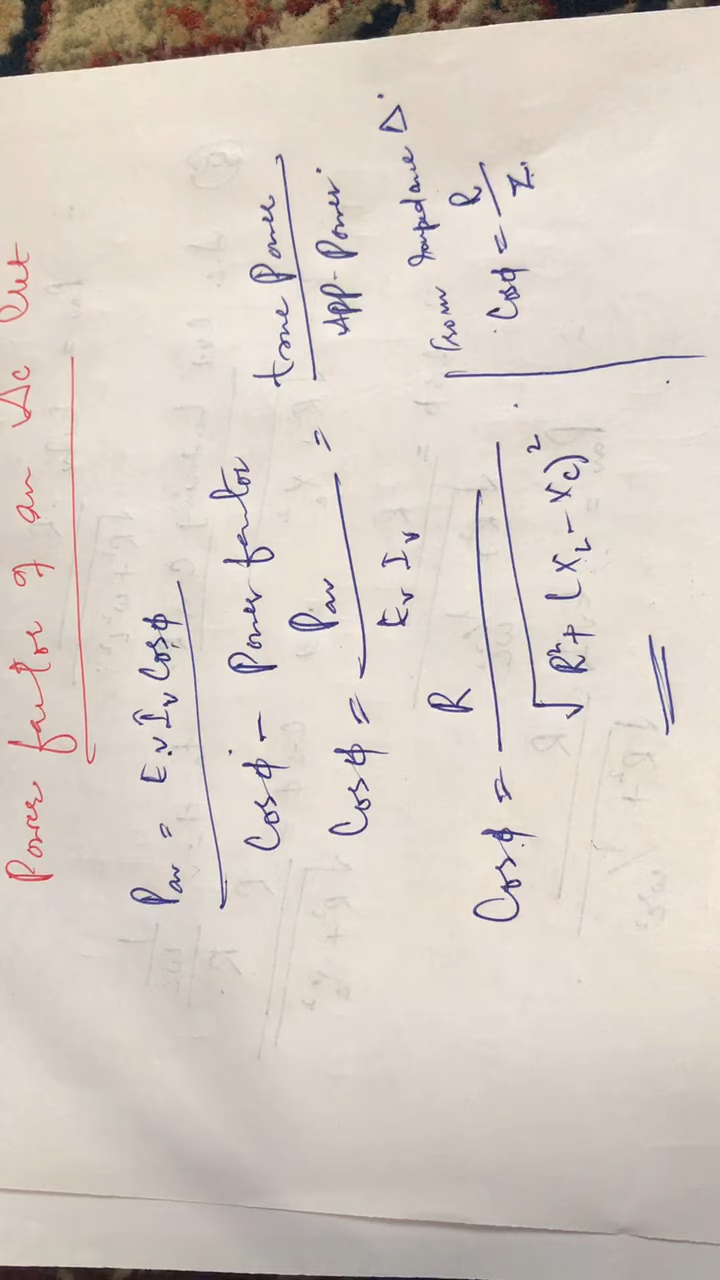 Power factor of an Ac Ckt
Pav = Ev Iv Cosφ
Cosφ - Power factor
Cosφ = Pav / Ev Iv = true Power / APP. Power
Cosφ = R / √R² + (XL - XC)²
from Impedance Δ.
Cosφ = R / Z